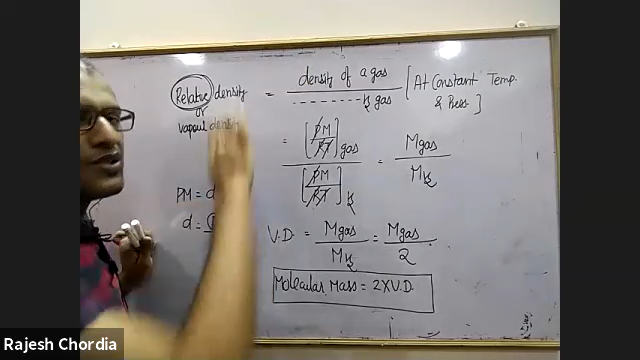 Relative density = density of a gas / --------- H₂ gas [At Constant Temp. & Press]
or
vapour density
= [PM/RT] gas / [PM/RT] H₂ = Mgas / MH₂
PM = d
d =
V.D. = Mgas / MH₂ = Mgas / 2
Molecular Mass = 2XV.D.
Rajesh Chordia